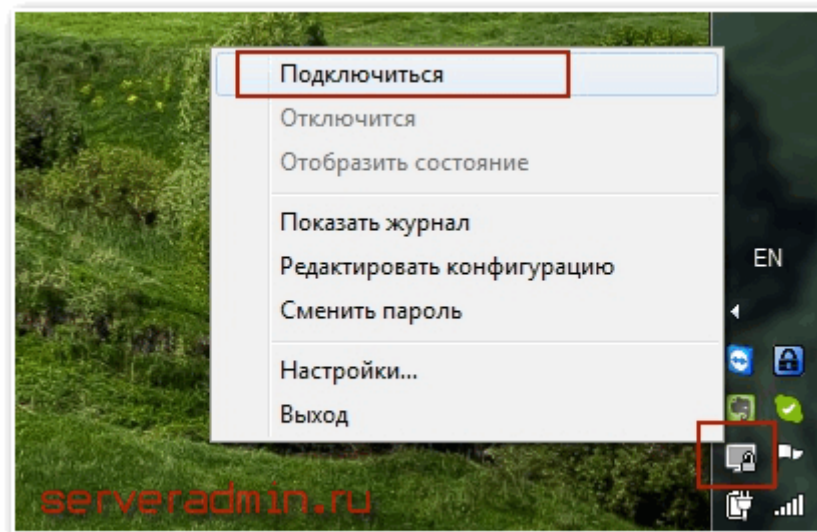 Подключиться
Отключится
Отобразить состояние
Показать журнал
Редактировать конфигурацию
Сменить пароль
Настройки...
Выход
EN
serveradmin.ru